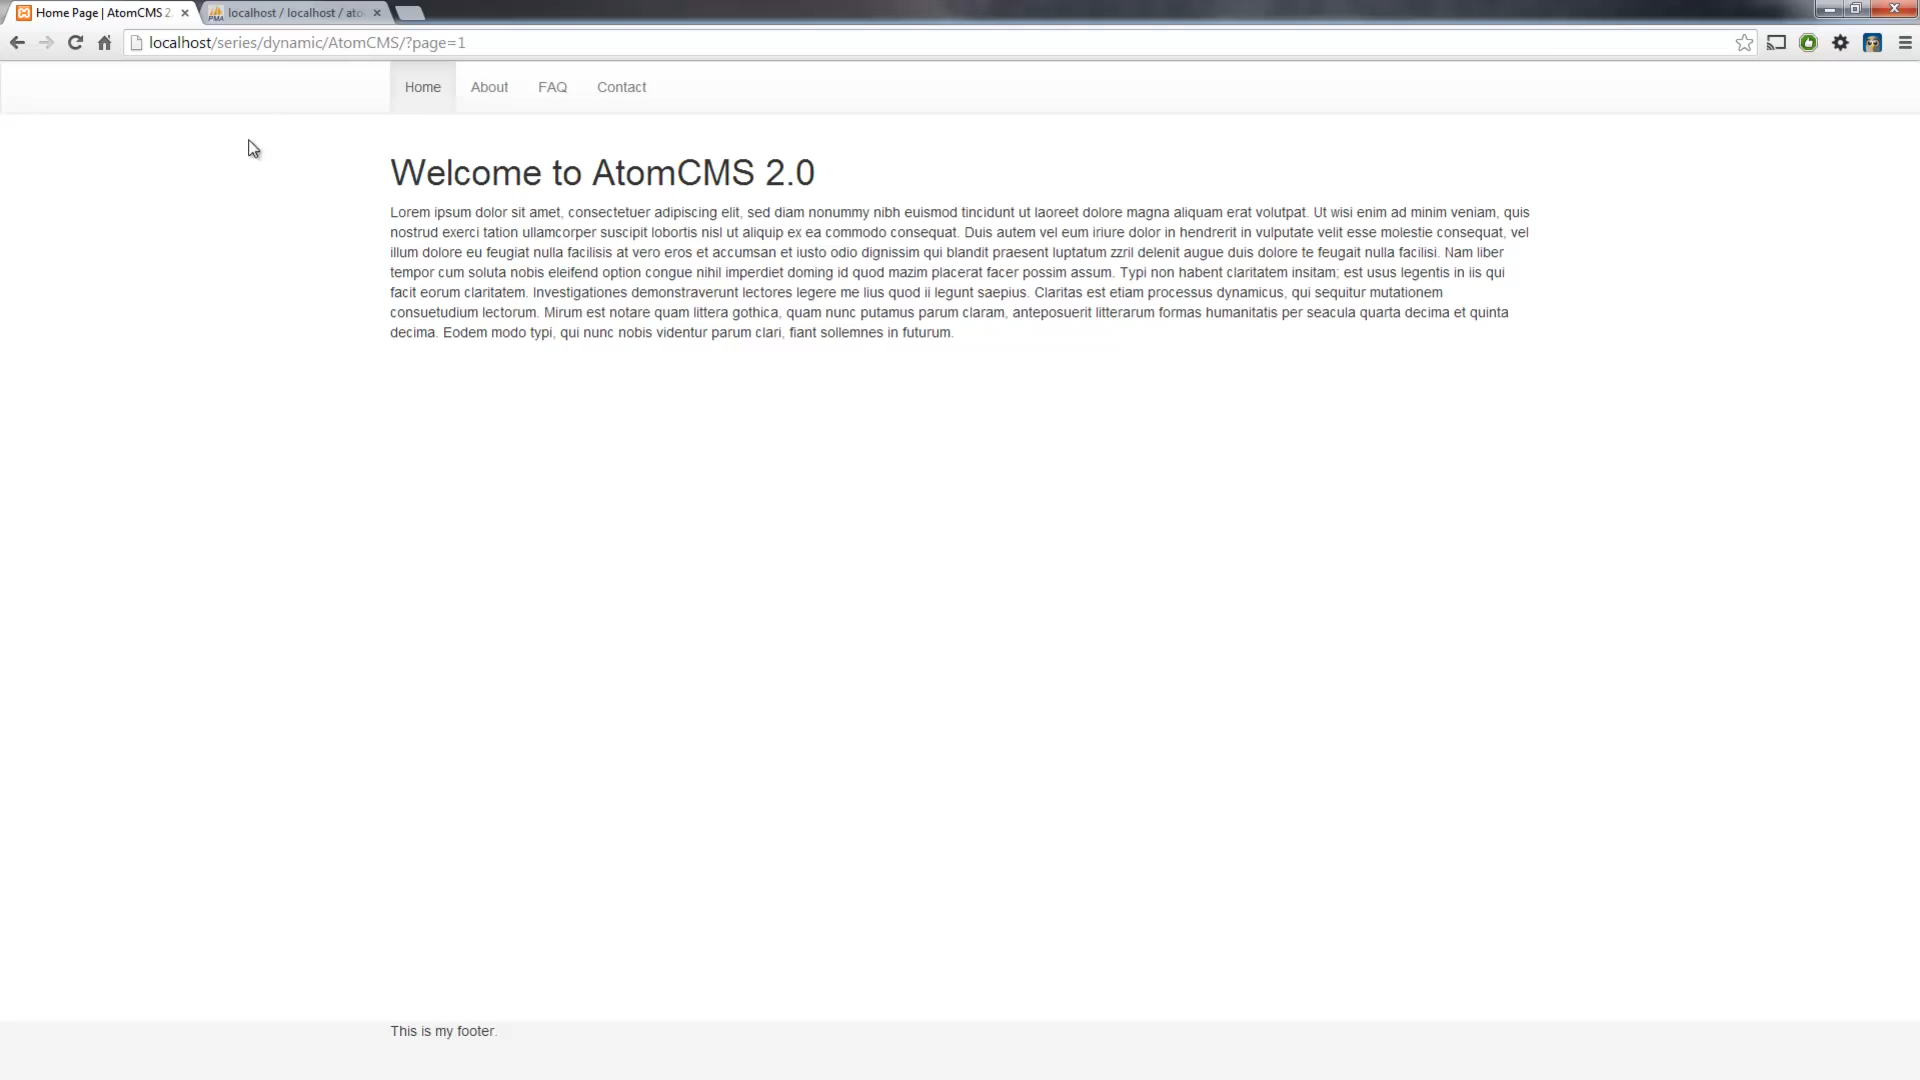 Home Page | AtomCMS 2.
localhost / localhost / ato
localhost/series/dynamic/AtomCMS/?page=1
Home About FAQ Contact
Welcome to AtomCMS 2.0
Lorem ipsum dolor sit amet, consectetuer adipiscing elit, sed diam nonummy nibh euismod tincidunt ut laoreet dolore magna aliquam erat volutpat. Ut wisi enim ad minim veniam, quis
nostrud exerci tation ullamcorper suscipit lobortis nisl ut aliquip ex ea commodo consequat. Duis autem vel eum iriure dolor in hendrerit in vulputate velit esse molestie consequat, vel
illum dolore eu feugiat nulla facilisis at vero eros et accumsan et iusto odio dignissim qui blandit praesent luptatum zzril delenit augue duis dolore te feugait nulla facilisi. Nam liber
tempor cum soluta nobis eleifend option congue nihil imperdiet doming id quod mazim placerat facer possim assum. Typi non habent claritatem insitam; est usus legentis in iis qui
facit eorum claritatem. Investigationes demonstraverunt lectores legere me lius quod ii legunt saepius. Claritas est etiam processus dynamicus, qui sequitur mutationem
consuetudium lectorum. Mirum est notare quam littera gothica, quam nunc putamus parum claram, anteposuerit litterarum formas humanitatis per seacula quarta decima et quinta
decima. Eodem modo typi, qui nunc nobis videntur parum clari, fiant sollemnes in futurum.
This is my footer.